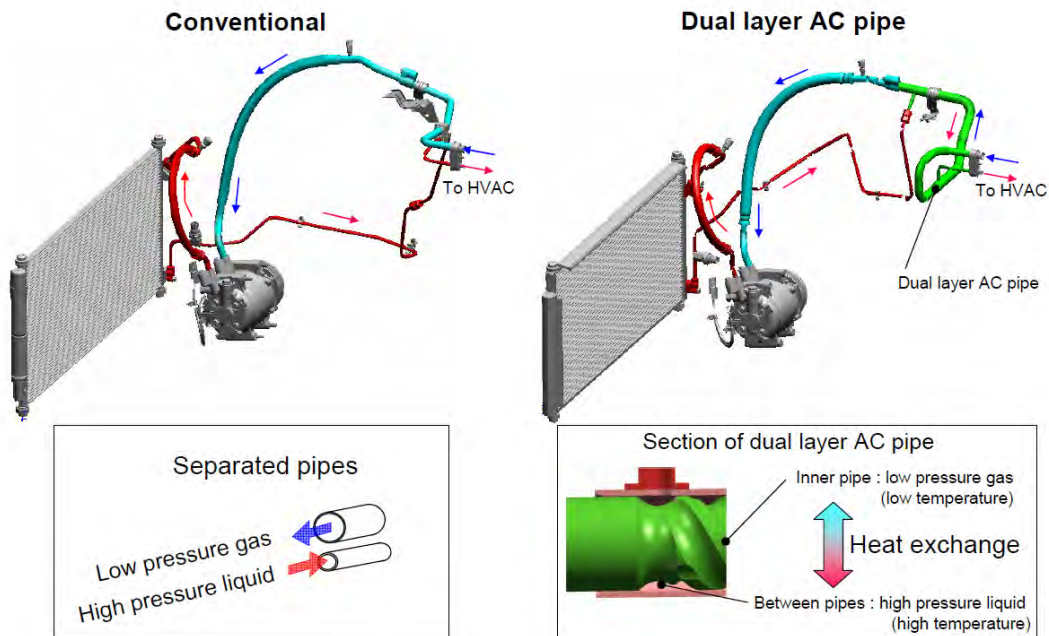 Conventional
Dual layer AC pipe
To HVAC
To HVAC
Dual layer AC pipe
Separated pipes
Low pressure gas
High pressure liquid
Section of dual layer AC pipe
Inner pipe : low pressure gas
(low temperature)
Heat exchange
Between pipes : high pressure liquid
(high temperature)